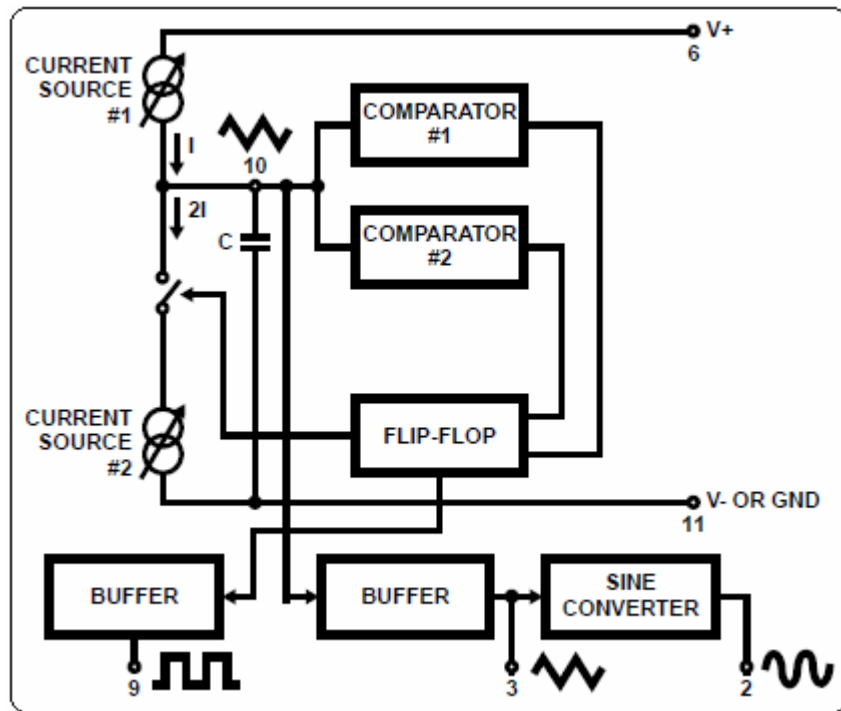 V+
6
CURRENT
SOURCE
#1
I
10
COMPARATOR
#1
2I
C
COMPARATOR
#2
CURRENT
SOURCE
#2
FLIP-FLOP
V- OR GND
11
BUFFER
BUFFER
SINE
CONVERTER
9
3
2